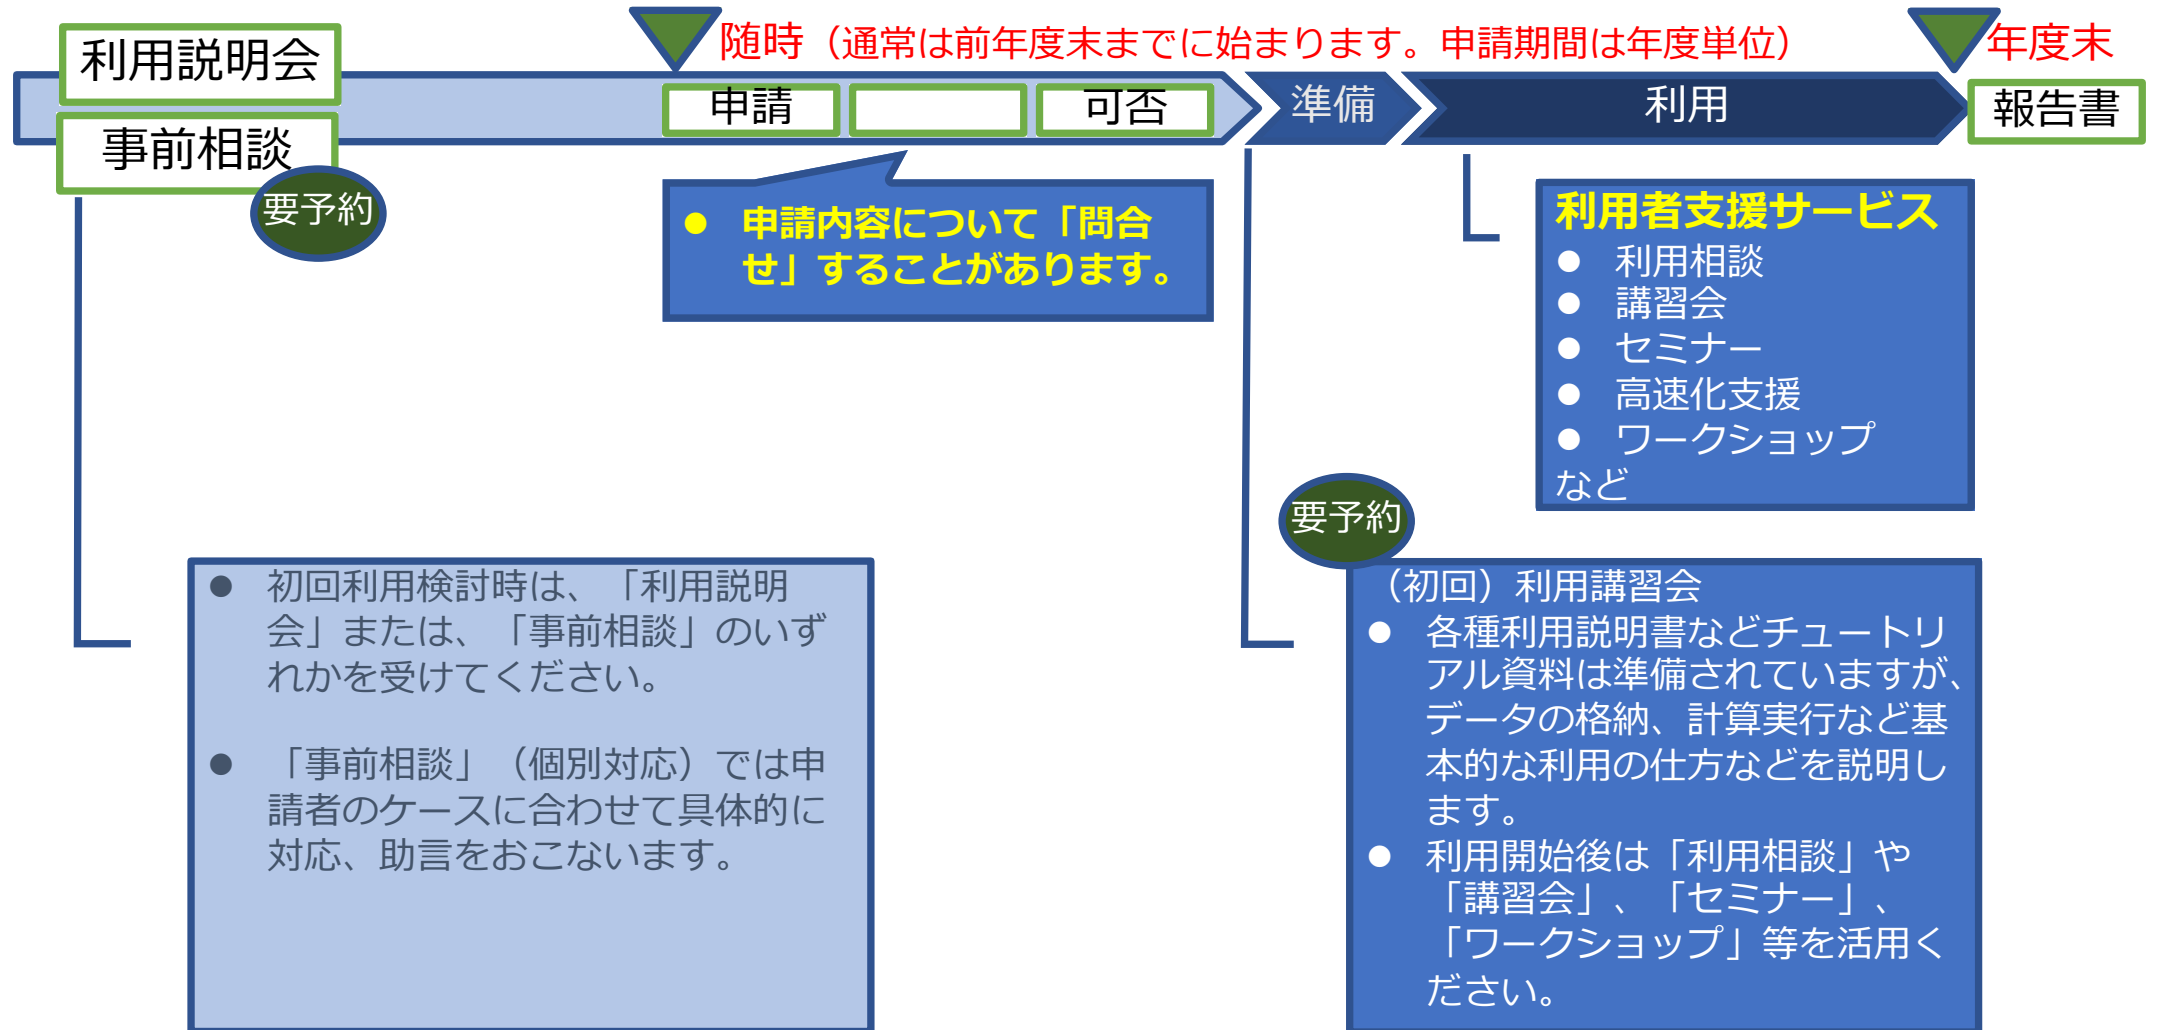 利用説明会
事前相談
要予約
随時（通常は前年度末までに始まります。申請期間は年度単位）
年度末
申請
可否
準備
利用
報告書
● 申請内容について「問合
せ」することがあります。
利用者支援サービス
● 利用相談
● 講習会
● セミナー
● 高速化支援
● ワークショップ
など
● 初回利用検討時は、「利用説明
会」または、「事前相談」のいず
れかを受けてください。
● 「事前相談」（個別対応）では申
請者のケースに合わせて具体的に
対応、助言をおこないます。
要予約
（初回）利用講習会
● 各種利用説明書などチュートリ
アル資料は準備されていますが、
データの格納、計算実行など基
本的な利用の仕方などを説明し
ます。
● 利用開始後は「利用相談」や
「講習会」、「セミナー」、
「ワークショップ」等を活用く
ださい。